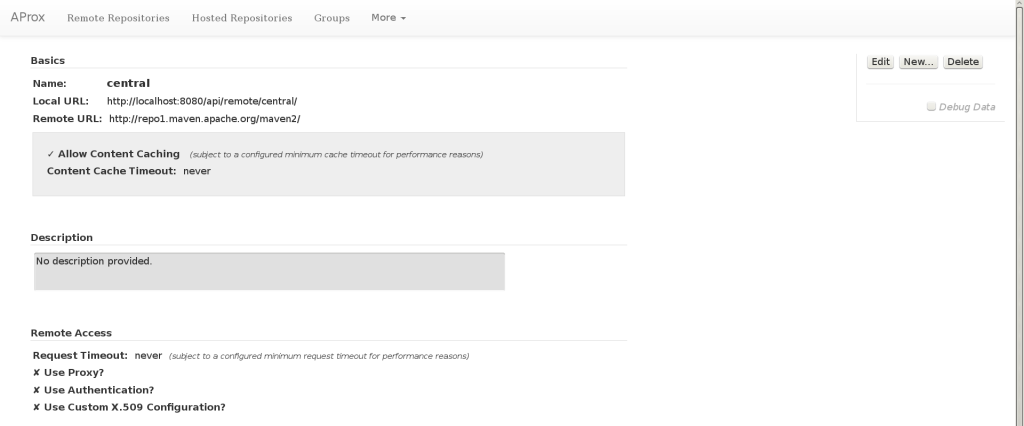 AProx Remote Repositories Hosted Repositories Groups More
Basics
Name: central
Local URL: http://localhost:8080/api/remote/central/
Remote URL: http://repo1.maven.apache.org/maven2/
✓ Allow Content Caching (subject to a configured minimum cache timeout for performance reasons)
Content Cache Timeout: never
Description
No description provided.
Remote Access
Request Timeout: never (subject to a configured minimum request timeout for performance reasons)
✘ Use Proxy?
✘ Use Authentication?
✘ Use Custom X.509 Configuration?
Edit New... Delete
Debug Data